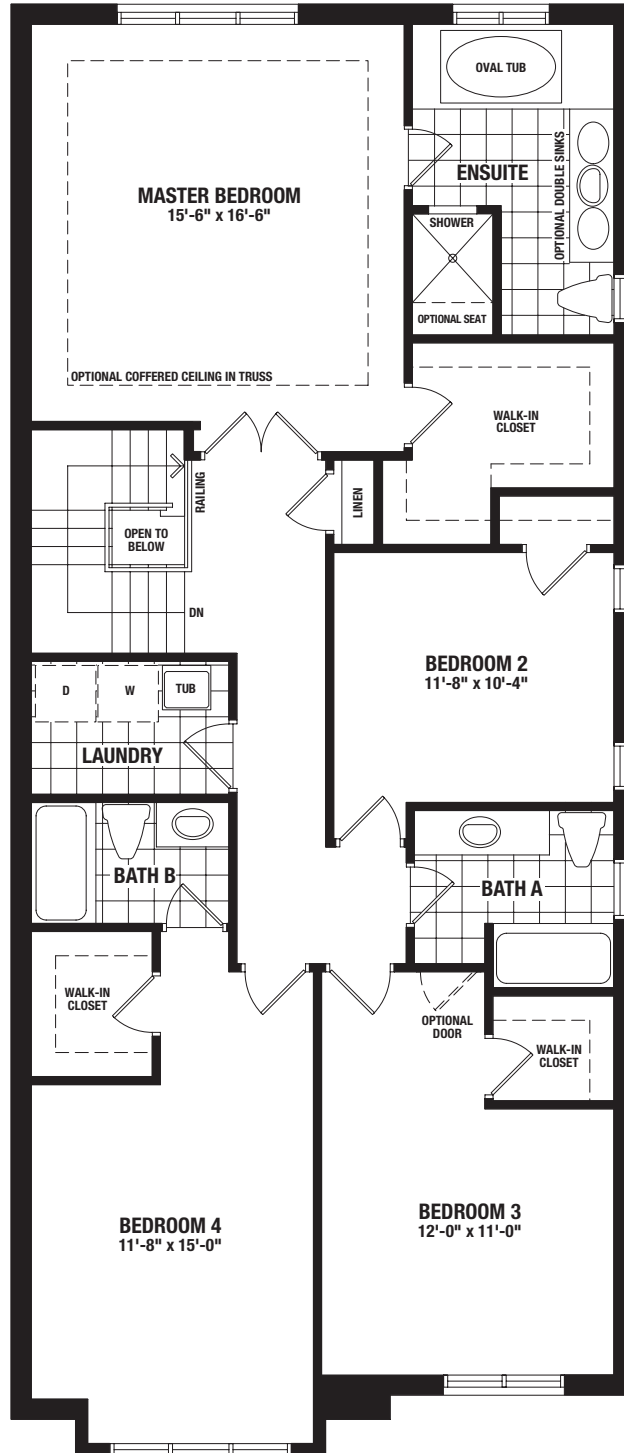 OVAL TUB
OPTIONAL DOUBLE SINKS
ENSUITE
MASTER BEDROOM
15'-6" x 16'-6"
SHOWER
OPTIONAL SEAT
OPTIONAL COFFERED CEILING IN TRUSS
WALK-IN
CLOSET
RAILING
LINEN
OPEN TO
BELOW
DN
BEDROOM 2
11'-8" x 10'-4"
D
W
TUB
LAUNDRY
BATH B
BATH A
WALK-IN
CLOSET
OPTIONAL
DOOR
WALK-IN
CLOSET
BEDROOM 4
11'-8" x 15'-0"
BEDROOM 3
12'-0" x 11'-0"